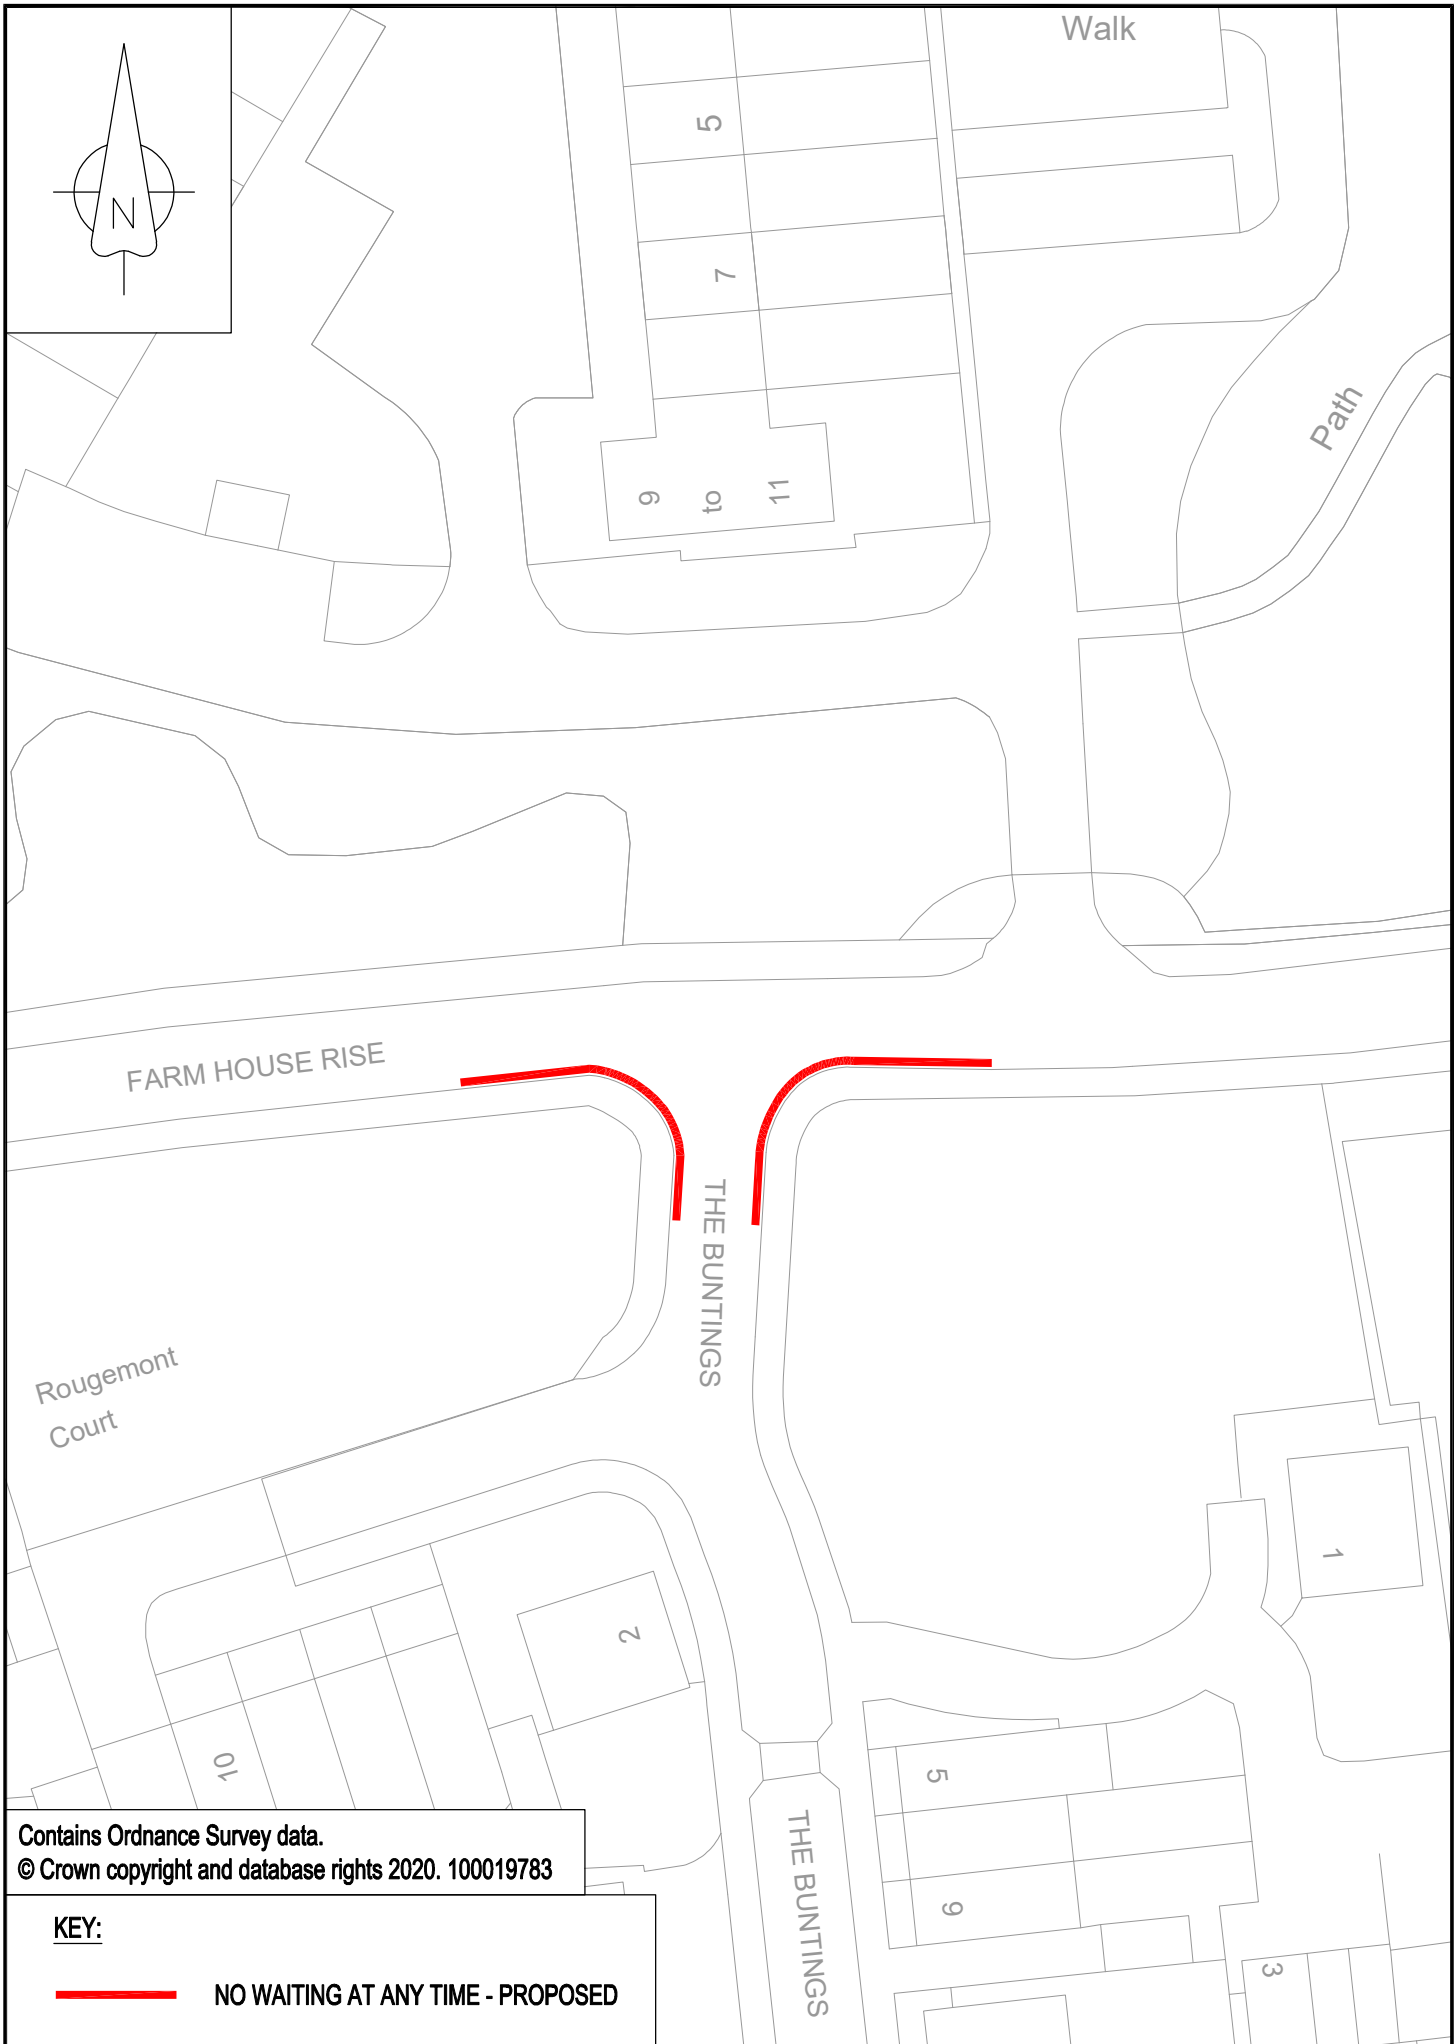 Walk
N
5
7
Path
9
to
11
FARM HOUSE RISE
THE BUNTINGS
Rougemont
Court
1
2
10
5
THE BUNTINGS
9
3
Contains Ordnance Survey data.
© Crown copyright and database rights 2020. 100019783
KEY:
NO WAITING AT ANY TIME - PROPOSED